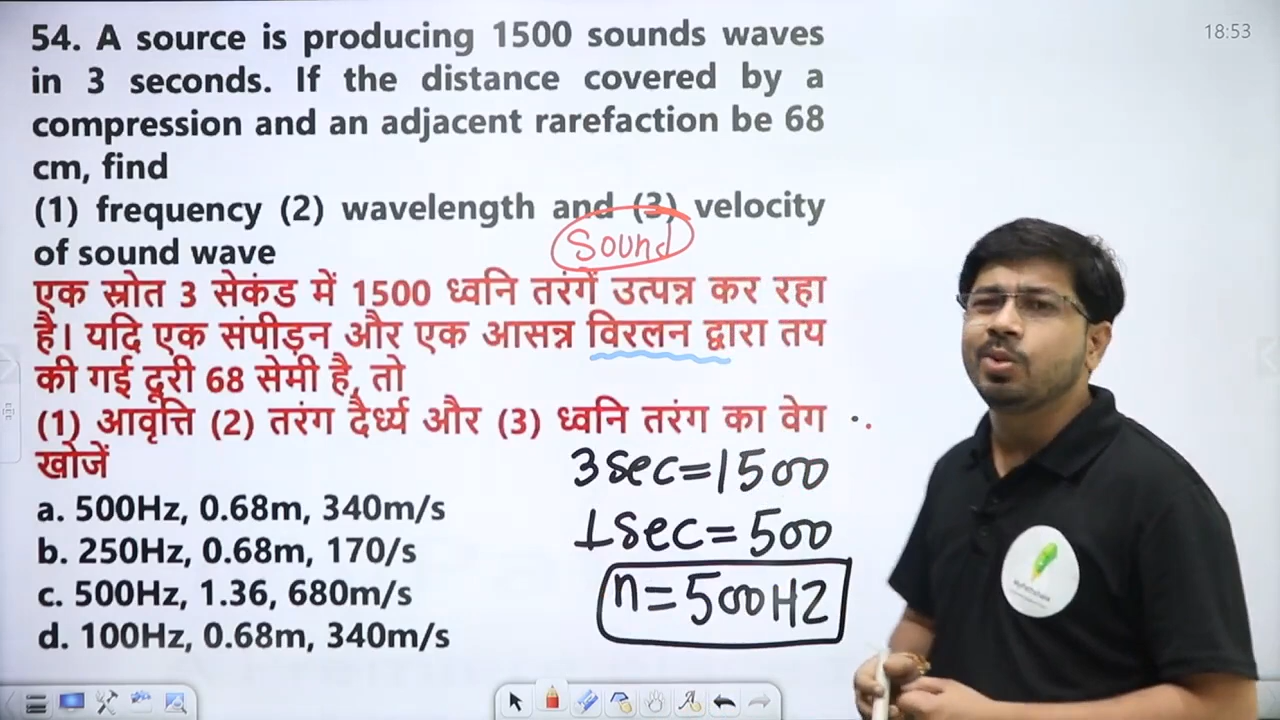 18:53
54. A source is producing 1500 sounds waves
in 3 seconds. If the distance covered by a
compression and an adjacent rarefaction be 68
cm, find
(1) frequency (2) wavelength and (3) velocity
of sound wave
Sound
एक स्रोत 3 सेकंड में 1500 ध्वनि तरंगें उत्पन्न कर रहा
है। यदि एक संपीड़न और एक आसन्न विरलन द्वारा तय
की गई दूरी 68 सेमी है, तो
(1) आवृत्ति (2) तरंग दैर्ध्य और (3) ध्वनि तरंग का वेग
खोजें
a. 500Hz, 0.68m, 340m/s
b. 250Hz, 0.68m, 170/s
c. 500Hz, 1.36, 680m/s
d. 100Hz, 0.68m, 340m/s
3 sec=1500
1 sec=500
n=500HZ